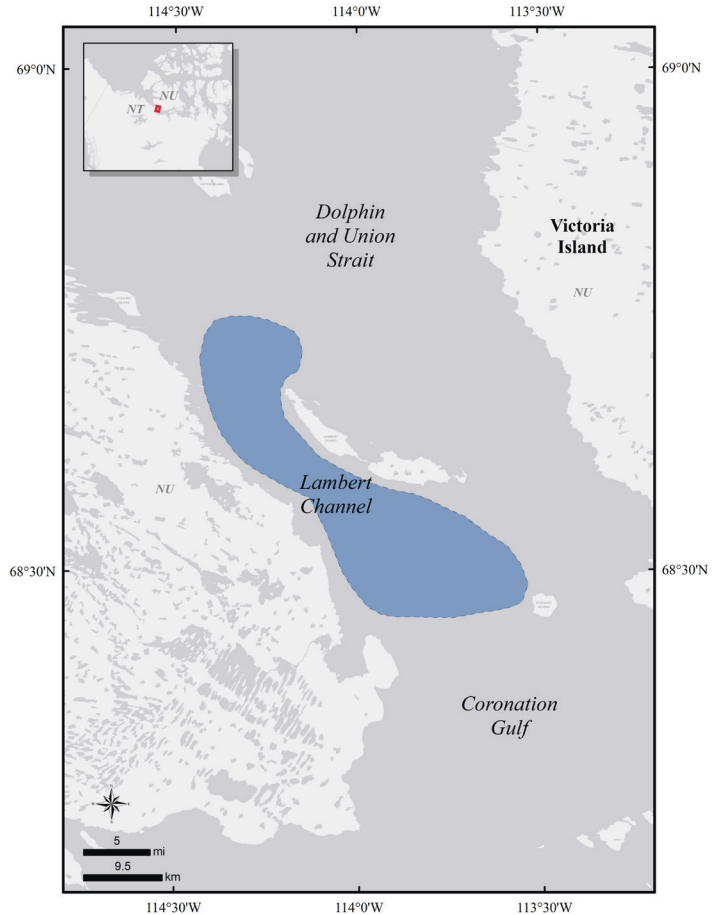 114°30'W
114°0'W
113°30'W
69°0'N
69°0'N
NU
NT
Dolphin
and Union
Strait
Victoria
Island
NU
NU
Lambert
Channel
68°30'N
68°30'N
Coronation
Gulf
5
mi
9.5
km
114°30'W
114°0'W
113°30'W